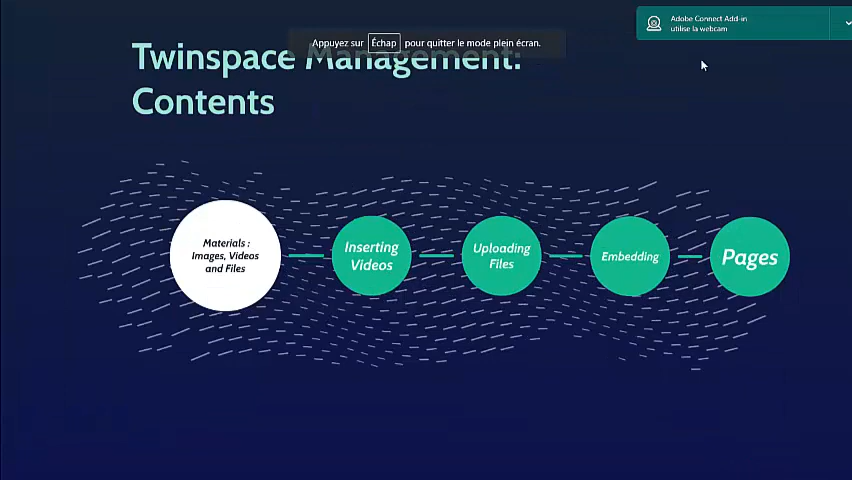 Adobe Connect Add-in
utilise la webcam
Appuyez sur Échap pour quitter le mode plein écran.
Twinspace Management:
Contents
Materials :
Images, Videos
and Files
Inserting
Videos
Uploading
Files
Embedding
Pages